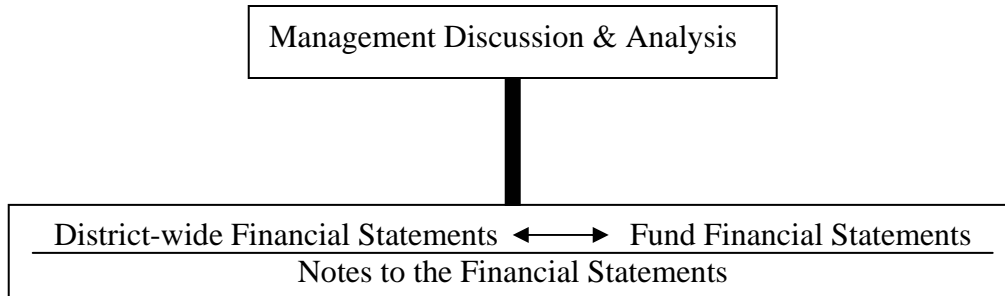 Management Discussion & Analysis
District-wide Financial Statements Fund Financial Statements
Notes to the Financial Statements